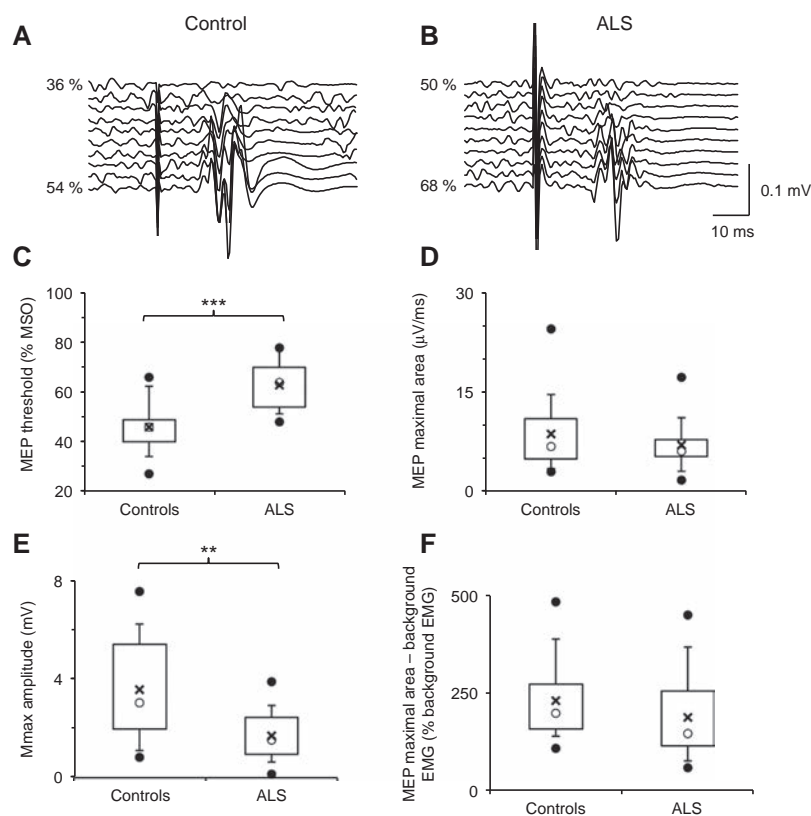 A Control
B ALS
36 %
54 %
50 %
68 %
0.1 mV
10 ms
C
MEP threshold (% MSO)
100
80
60
40
20
***
Controls ALS
D
MEP maximal area (μV/ms)
30
15
0
Controls ALS
E
Mmax amplitude (mV)
8
4
0
**
Controls ALS
F
MEP maximal area – background
EMG (% background EMG)
500
250
0
Controls ALS